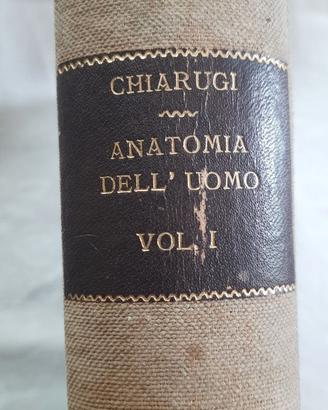 CHIARUGI
ANATOMIA
DELL' UOMO
VOL. I